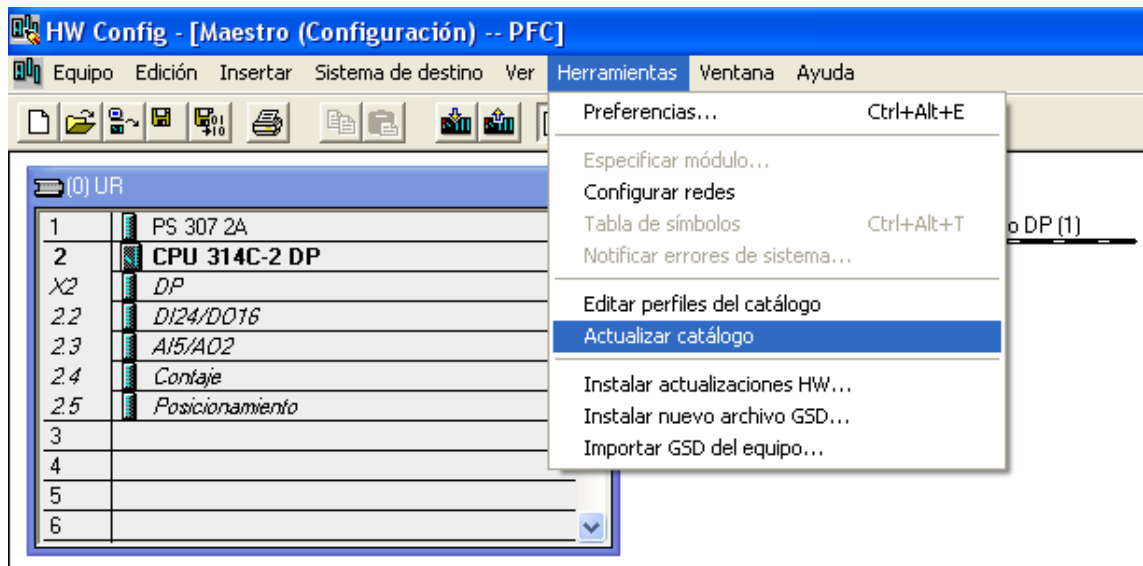 HW Config - [Maestro (Configuración) -- PFC]
Equipo Edición Insertar Sistema de destino Ver Herramientas Ventana Ayuda
Preferencias... Ctrl+Alt+E
Especificar módulo...
Configurar redes
Tabla de símbolos Ctrl+Alt+T
Notificar errores de sistema...
Editar perfiles del catálogo
Actualizar catálogo
Instalar actualizaciones HW...
Instalar nuevo archivo GSD...
Importar GSD del equipo...
(0) UR
1 PS 307 2A
2 CPU 314C-2 DP
X2 DP
2.2 DI24/DO16
2.3 AI5/AO2
2.4 Contaje
2.5 Posicionamiento
3
4
5
6
o DP (1)